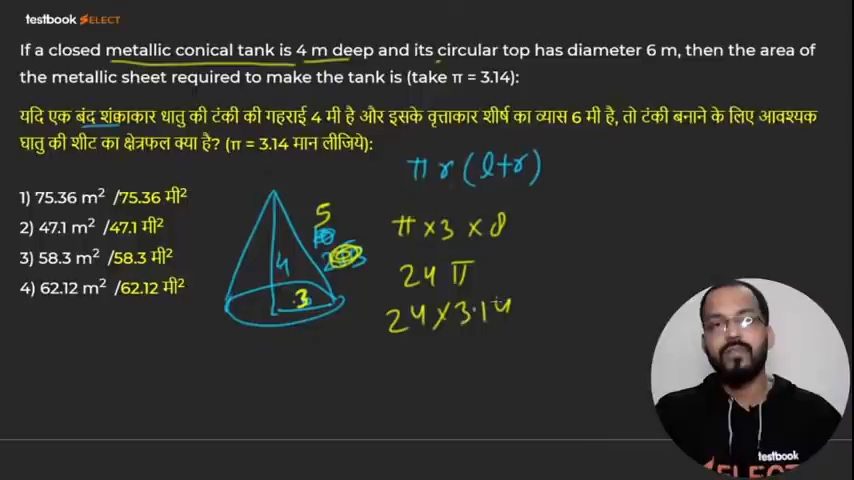 testbook SELECT
If a closed metallic conical tank is 4 m deep and its circular top has diameter 6 m, then the area of
the metallic sheet required to make the tank is (take π = 3.14):
यदि एक बंद शंकाकार धातु की टंकी की गहराई 4 मी है और इसके वृत्ताकार शीर्ष का व्यास 6 मी है, तो टंकी बनाने के लिए आवश्यक
धातु की शीट का क्षेत्रफल क्या है? (π = 3.14 मान लीजिये):
π r (l+r)
1) 75.36 m² /75.36 मी²
2) 47.1 m² /47.1 मी²
3) 58.3 m² /58.3 मी²
4) 62.12 m² /62.12 मी²
5
4
3
π × 3 × 8
24 π
24 × 3.14
testbook
SELECT